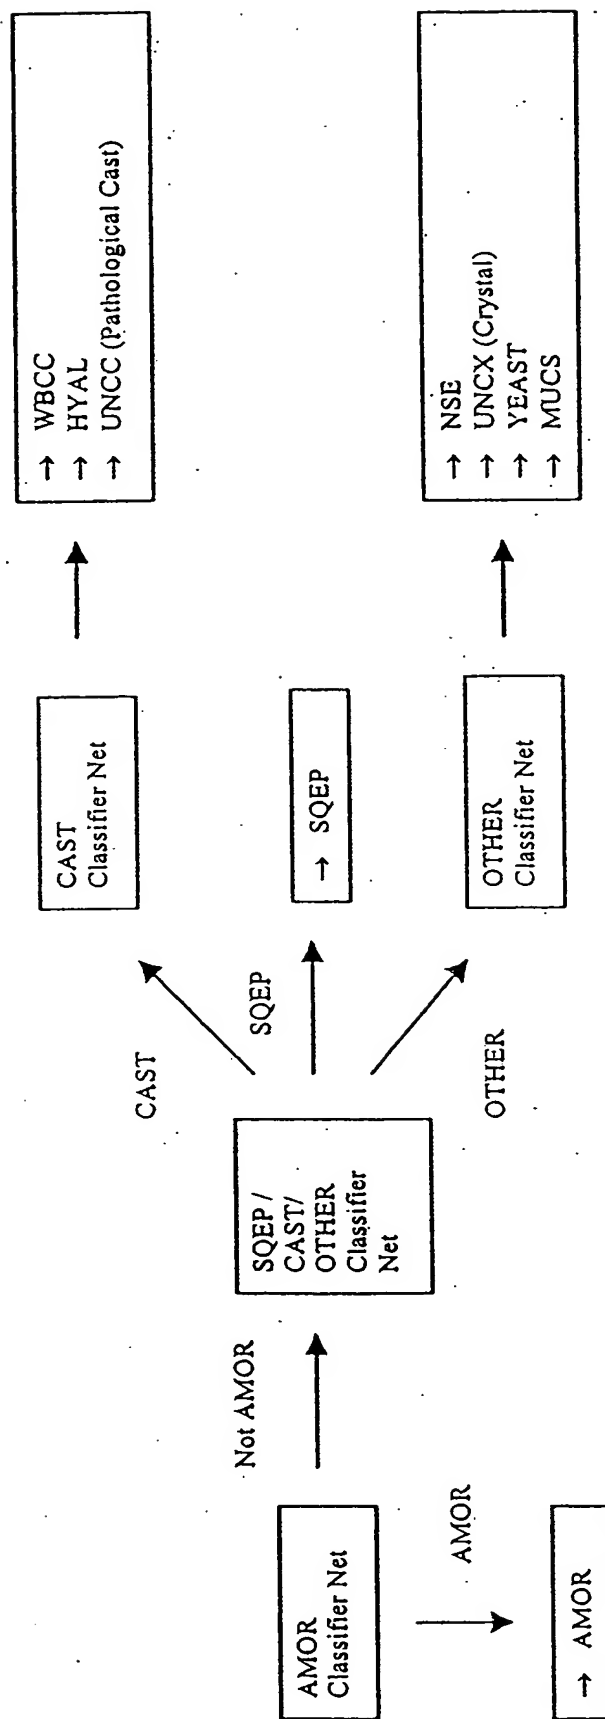 AMOR
Classifier Net
AMOR
→ AMOR
Not AMOR
SQEP /
CAST/
OTHER
Classifier
Net
CAST
SQEP
OTHER
CAST
Classifier Net
→ SQEP
OTHER
Classifier Net
→ WBCC
→ HYAL
→ UNCC (Pathological Cast)
→ NSE
→ UNCX (Crystal)
→ YEAST
→ MUCS